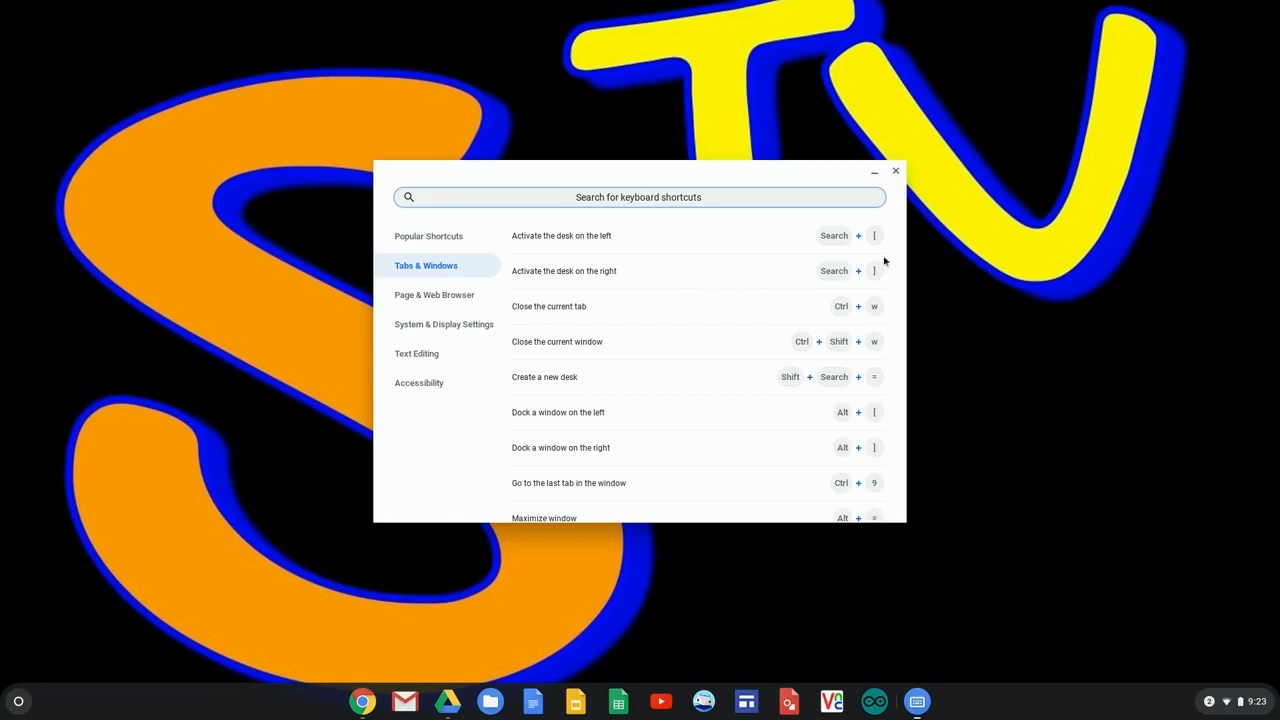 S TV
Search for keyboard shortcuts
Popular Shortcuts
Tabs & Windows
Page & Web Browser
System & Display Settings
Text Editing
Accessibility
Activate the desk on the left Search + [
Activate the desk on the right Search + ]
Close the current tab Ctrl + w
Close the current window Ctrl + Shift + w
Create a new desk Shift + Search + =
Dock a window on the left Alt + [
Dock a window on the right Alt + ]
Go to the last tab in the window Ctrl + 9
Maximize window Alt + =
2 9:23